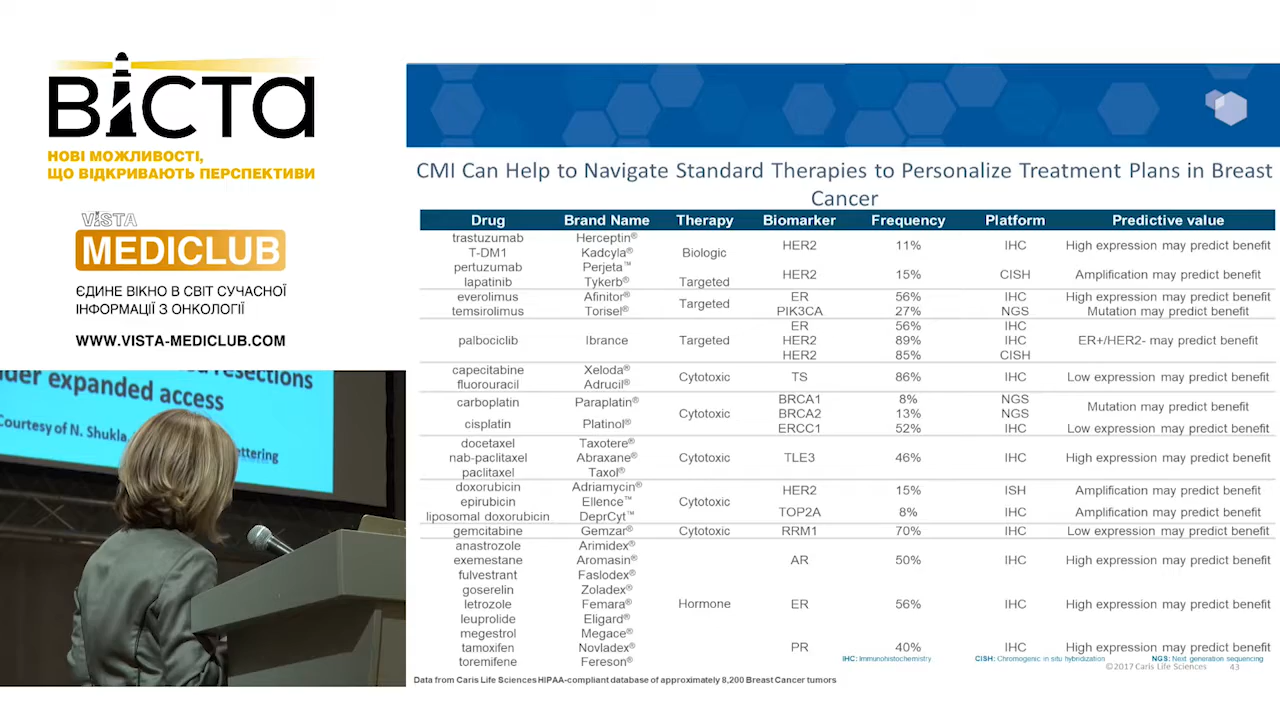 ВІСТА
НОВІ МОЖЛИВОСТІ,
ЩО ВІДКРИВАЮТЬ ПЕРСПЕКТИВИ
ViSTA
MEDICLUB
ЄДИНЕ ВІКНО В СВІТ СУЧАСНОЇ
ІНФОРМАЦІЇ З ОНКОЛОГІЇ
WWW.VISTA-MEDICLUB.COM
resections
der expanded access
Courtesy of N. Shukla,
ettering
CMI Can Help to Navigate Standard Therapies to Personalize Treatment Plans in Breast
Cancer
Drug Brand Name Therapy Biomarker Frequency Platform Predictive value
trastuzumab Herceptin®
T-DM1 Kadcyla®
Biologic HER2 11% IHC High expression may predict benefit
pertuzumab Perjeta™
lapatinib Tykerb® Targeted
HER2 15% CISH Amplification may predict benefit
everolimus Afinitor® Targeted ER 56% IHC High expression may predict benefit
temsirolimus Torisel® PIK3CA 27% NGS Mutation may predict benefit
ER 56% IHC
palbociclib Ibrance Targeted HER2 89% IHC ER+/HER2- may predict benefit
HER2 85% CISH
capecitabine Xeloda®
fluorouracil Adrucil®
Cytotoxic TS 86% IHC Low expression may predict benefit
carboplatin Paraplatin® BRCA1 8% NGS
Cytotoxic BRCA2 13% NGS Mutation may predict benefit
cisplatin Platinol® ERCC1 52% IHC Low expression may predict benefit
docetaxel Taxotere®
nab-paclitaxel Abraxane® Cytotoxic TLE3 46% IHC High expression may predict benefit
paclitaxel Taxol®
doxorubicin Adriamycin® HER2 15% ISH Amplification may predict benefit
epirubicin Ellence™ Cytotoxic
liposomal doxorubicin DeprCyt™ TOP2A 8% IHC Amplification may predict benefit
gemcitabine Gemzar® Cytotoxic RRM1 70% IHC Low expression may predict benefit
anastrozole Arimidex®
exemestane Aromasin® AR 50% IHC High expression may predict benefit
fulvestrant Faslodex®
goserelin Zoladex®
letrozole Femara® Hormone ER 56% IHC High expression may predict benefit
leuprolide Eligard®
megestrol Megace®
tamoxifen Novladex® PR 40% IHC High expression may predict benefit
toremifene Fereson®
IHC: Immunohistochemistry CISH: Chromogenic in situ hybridization NGS: Next generation sequencing
©2017 Caris Life Sciences 43
Data from Caris Life Sciences HIPAA-compliant database of approximately 8,200 Breast Cancer tumors